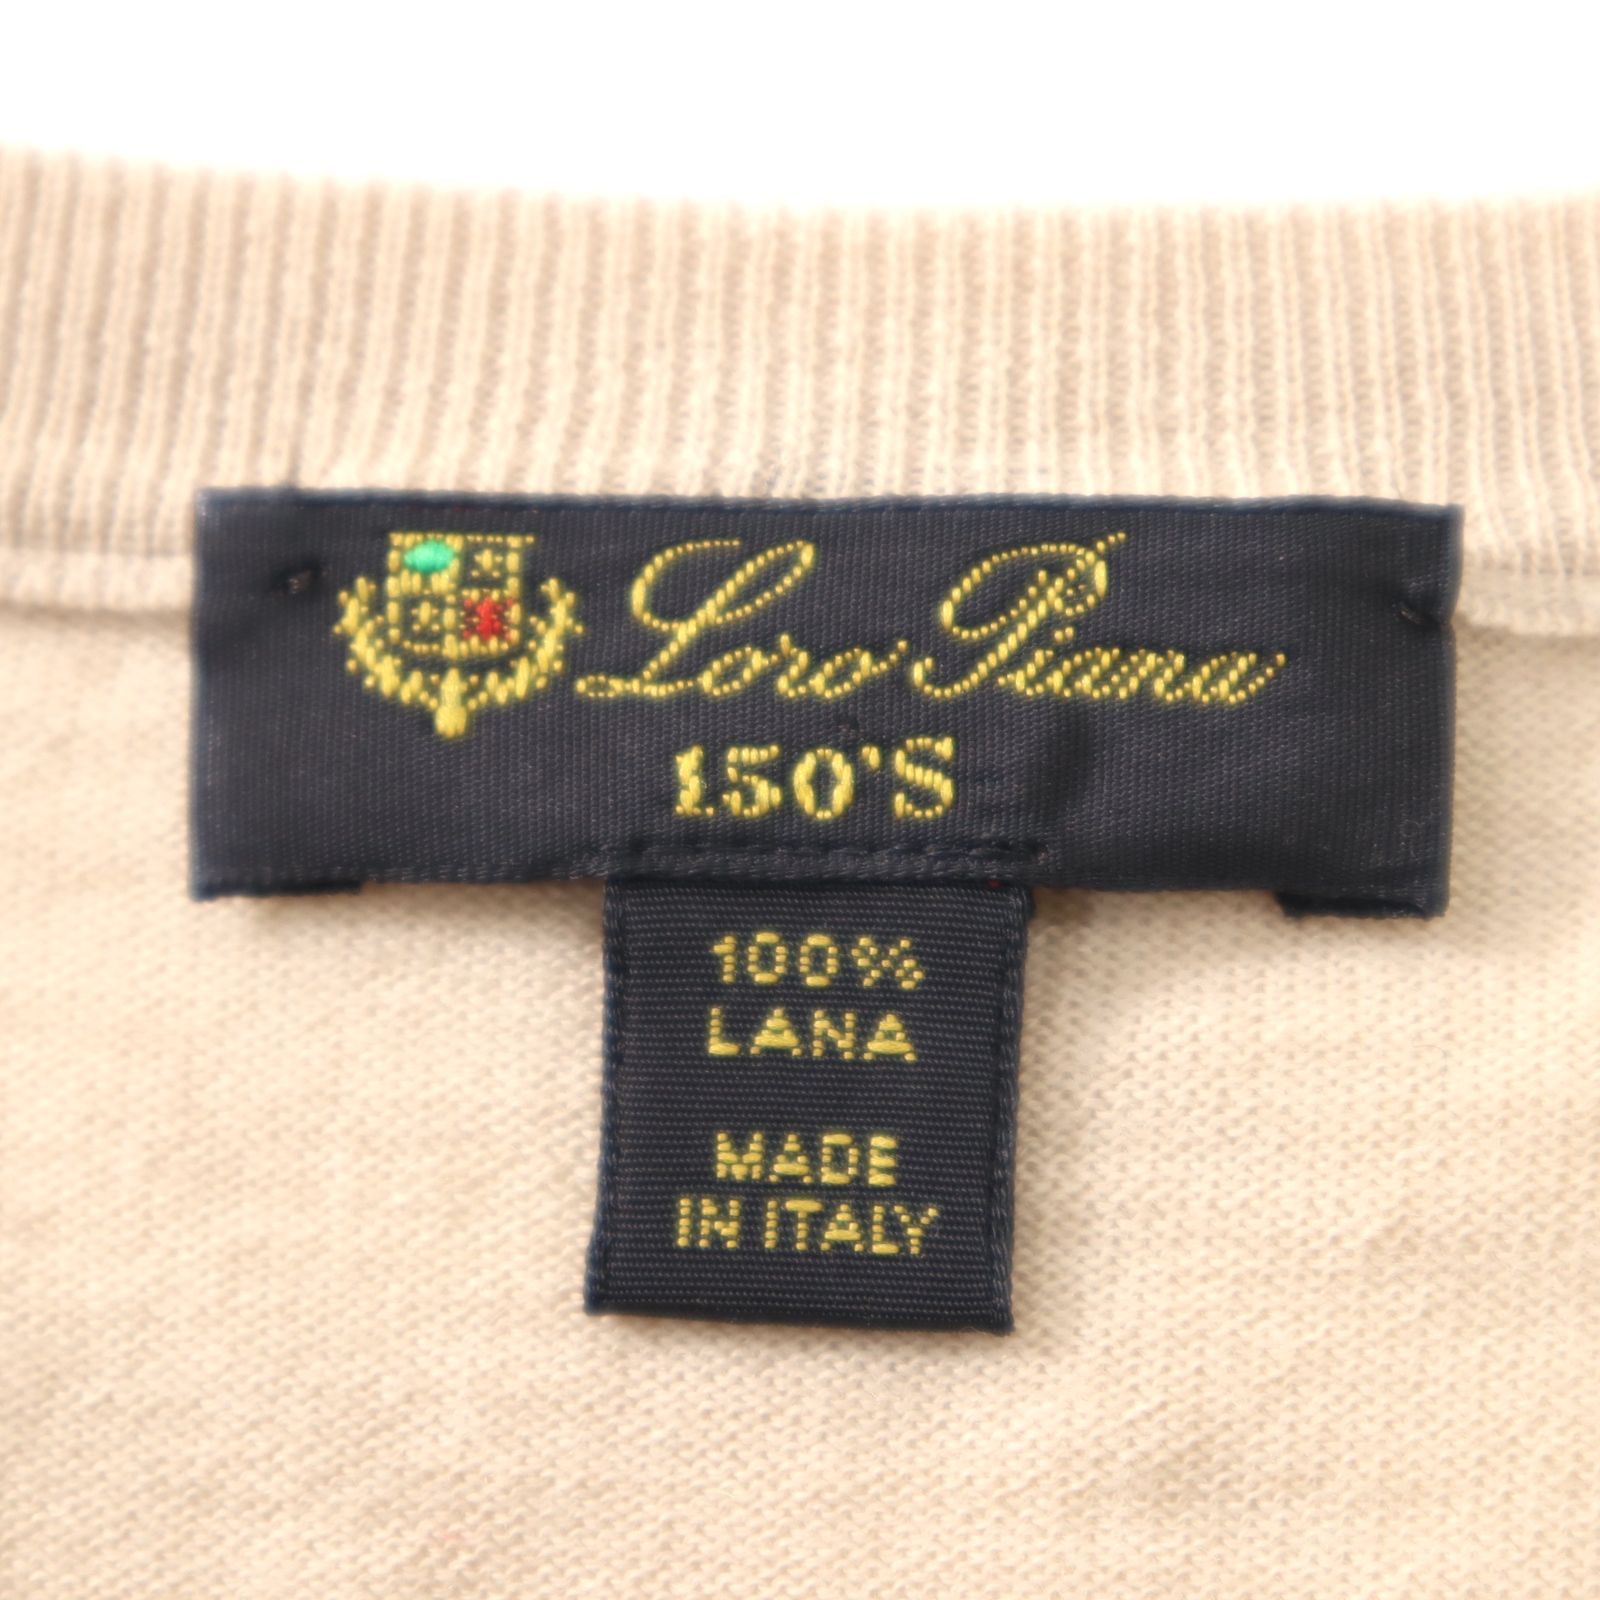 Loro Piana
150'S
100%
LANA
MADE
IN ITALY